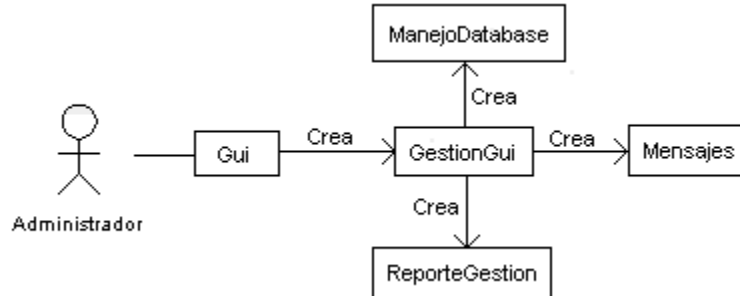 ManejoDatabase
Crea
Gui
Crea
GestionGui
Crea
Mensajes
Crea
Administrador
ReporteGestion